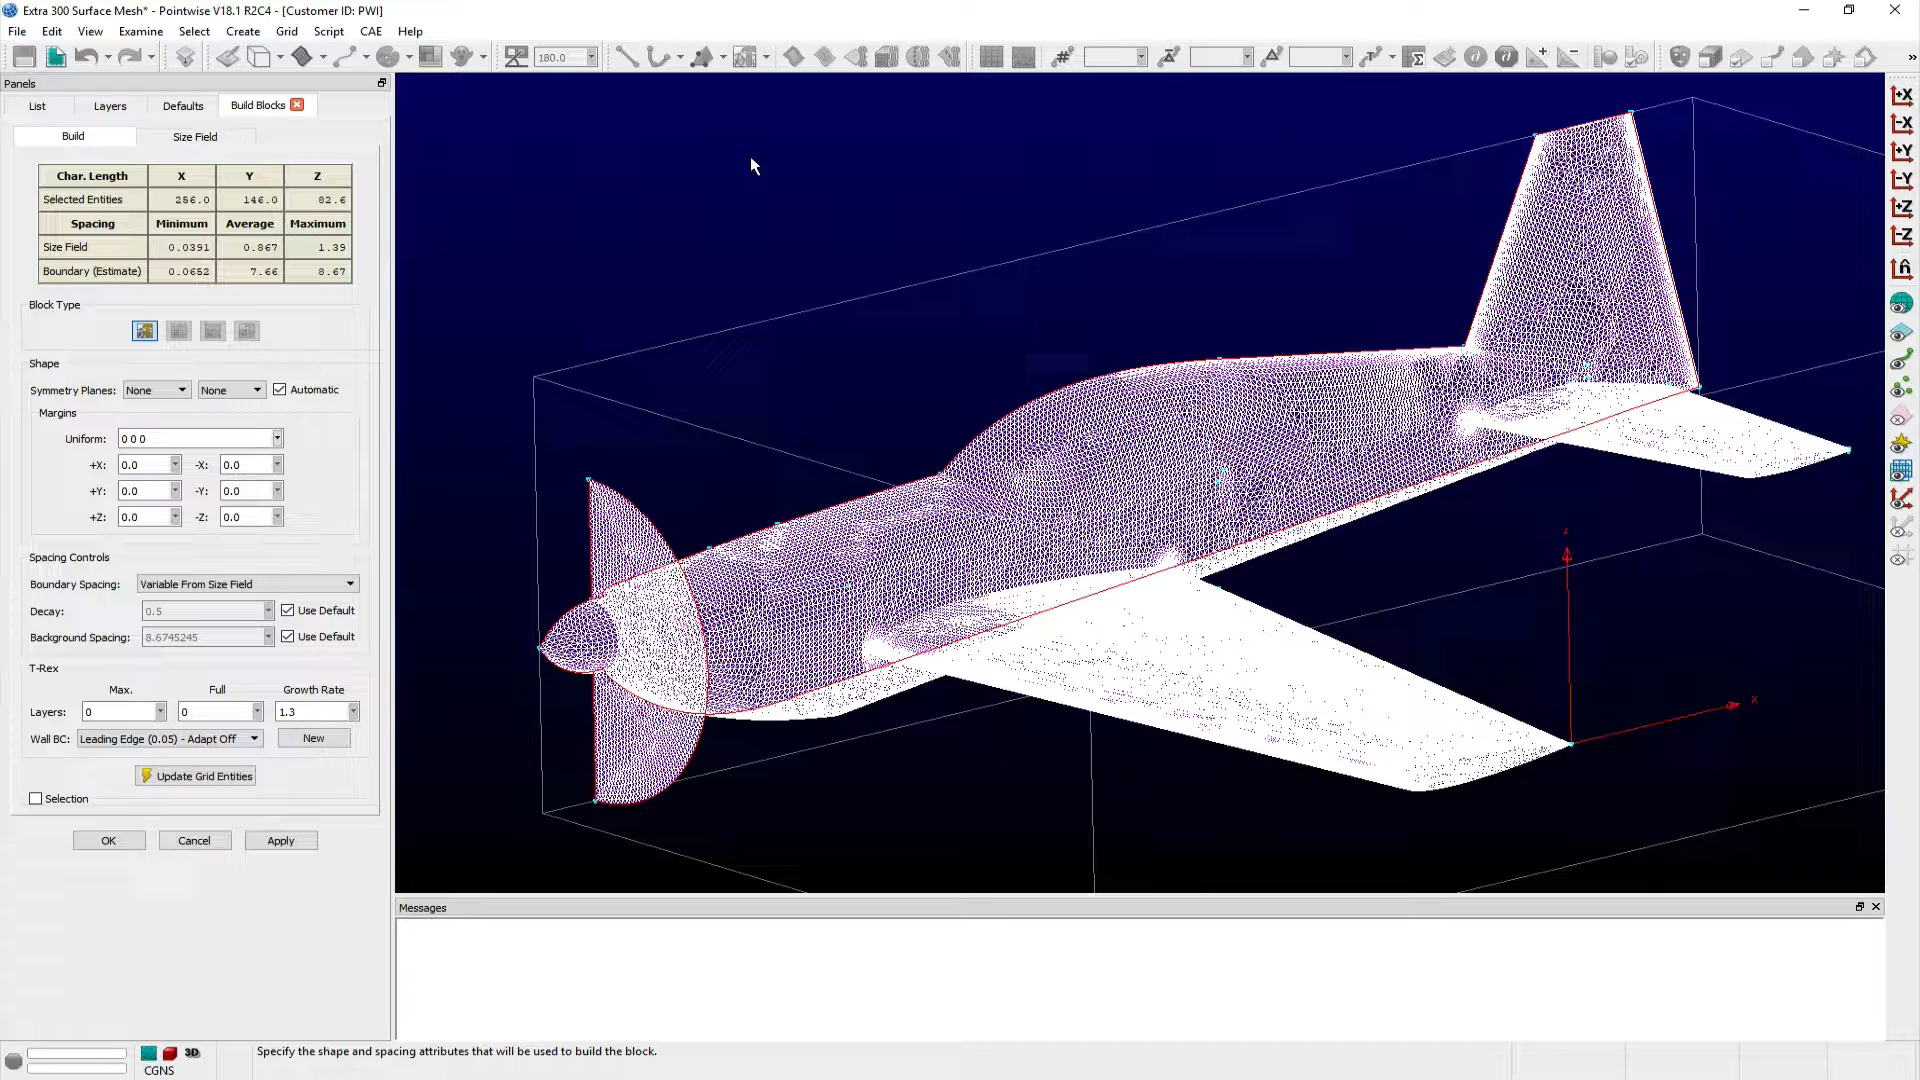 Extra 300 Surface Mesh* - Pointwise V18.1 R2C4 - [Customer ID: PWI]
File Edit View Examine Select Create Grid Script CAE Help
180.0
Panels
List Layers Defaults Build Blocks
Build Size Field
Char. Length X Y Z
Selected Entities 256.0 146.0 82.6
Spacing Minimum Average Maximum
Size Field 0.0391 0.867 1.39
Boundary (Estimate) 0.0652 7.66 8.67
Block Type
Shape
Symmetry Planes: None None Automatic
Margins
Uniform: 0 0 0
+X: 0.0 -X: 0.0
+Y: 0.0 -Y: 0.0
+Z: 0.0 -Z: 0.0
Spacing Controls
Boundary Spacing: Variable From Size Field
Decay: 0.5 Use Default
Background Spacing: 8.6745245 Use Default
T-Rex
Max. Full Growth Rate
Layers: 0 0 1.3
Wall BC: Leading Edge (0.05) - Adapt Off New
Update Grid Entities
Selection
OK Cancel Apply
+X
-X
+Y
-Y
+Z
-Z
n̂
z
x
Messages
3D
CGNS
Specify the shape and spacing attributes that will be used to build the block.